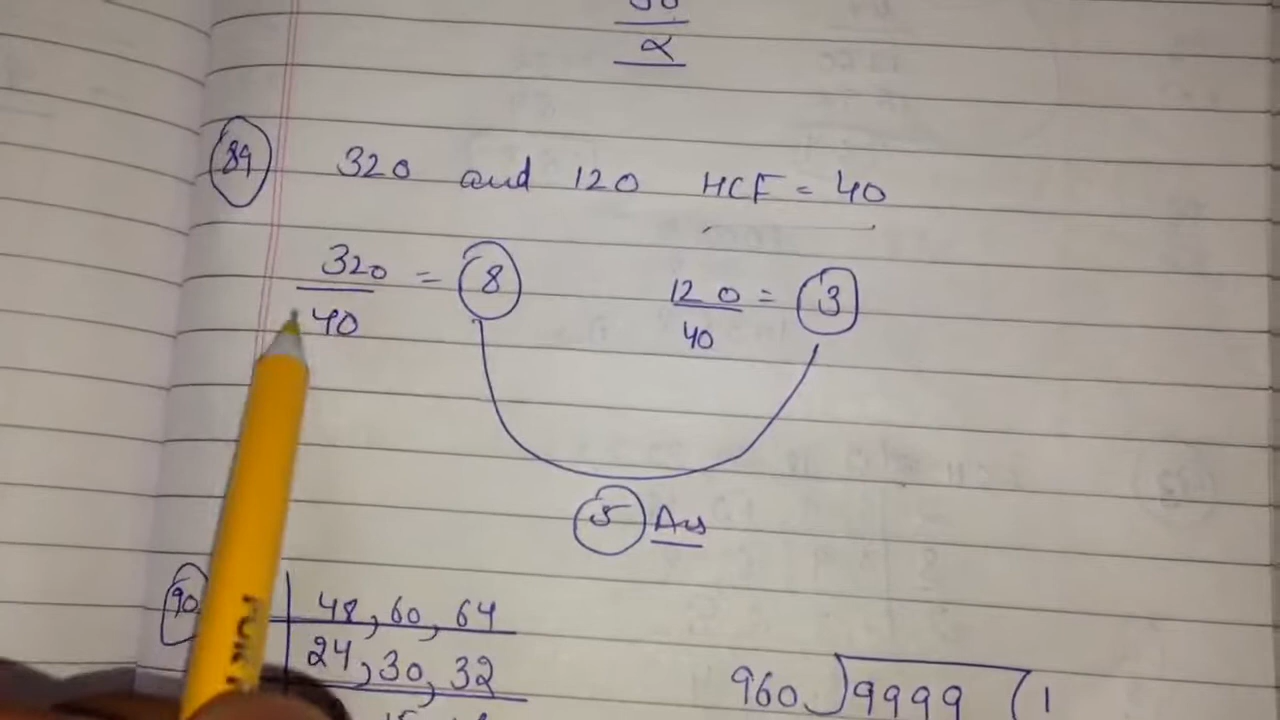 α
89 320 and 120 HCF = 40
320/40 = 8 120/40 = 3
5 Ans
90 48, 60, 64
24, 30, 32
960)9999(1